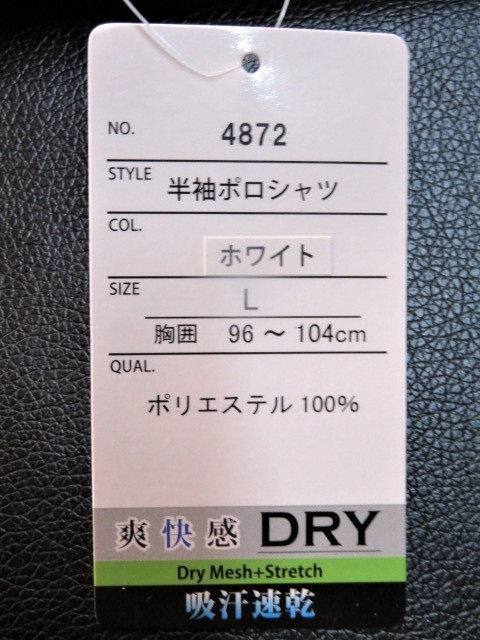 NO. 4872
STYLE 半袖ポロシャツ
COL.
ホワイト
SIZE L
胸囲 96 ～ 104cm
QUAL.
ポリエステル 100%
爽快感 DRY
Dry Mesh+Stretch
吸汗速乾